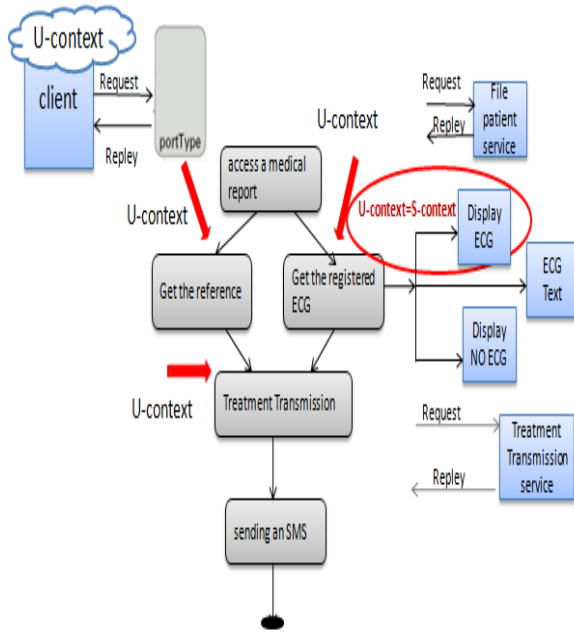 U-context
client
Request
Repley
portType
Request
Repley
File
patient
service
U-context
access a medical
report
U-context
U-context=S-context
Display
ECG
Get the reference
Get the registered
ECG
ECG
Text
Display
NO ECG
U-context
Treatment Transmission
Request
Repley
Treatment
Transmission
service
sending an SMS